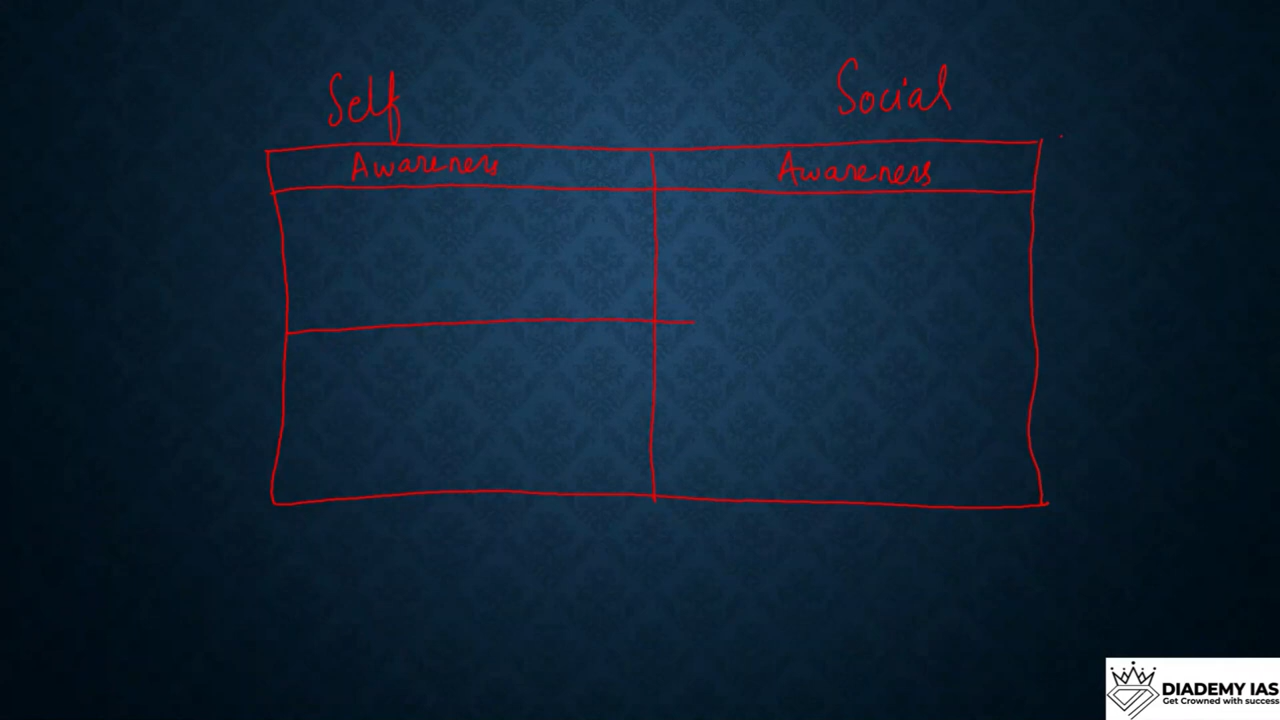 Self Social
Awareness Awareness
DIADEMY IAS
Get Crowned with success